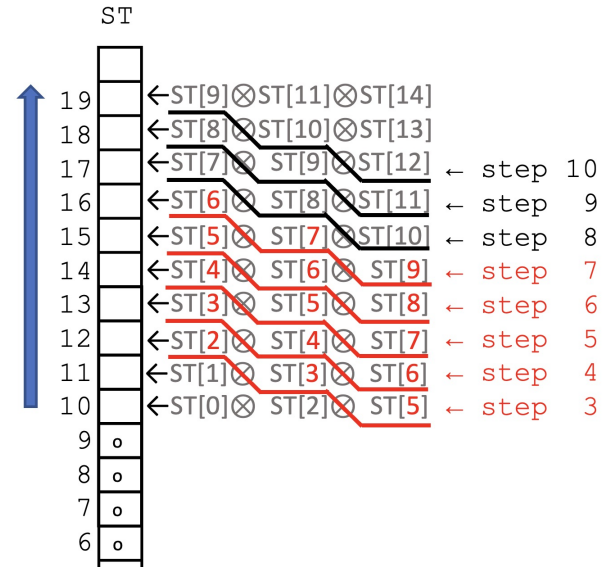 ST
19 ←ST[9]⊗ST[11]⊗ST[14]
18 ←ST[8]⊗ ST[10]⊗ST[13]
17 ←ST[7]⊗ ST[9]⊗ST[12] ← step 10
16 ←ST[6] ST[8]⊗ST[11] ← step 9
15 ←ST[5]⊗ ST[7]⊗ST[10] ← step 8
14 ←ST[4]⊗ ST[6]⊗ ST[9] ← step 7
13 ←ST[3]⊗ ST[5]⊗ ST[8] ← step 6
12 ←ST[2]⊗ ST[4]⊗ ST[7] ← step 5
11 ←ST[1]⊗ ST[3]⊗ ST[6] ← step 4
10 ←ST[0]⊗ ST[2]⊗ ST[5] ← step 3
9 o
8 o
7 o
6 o